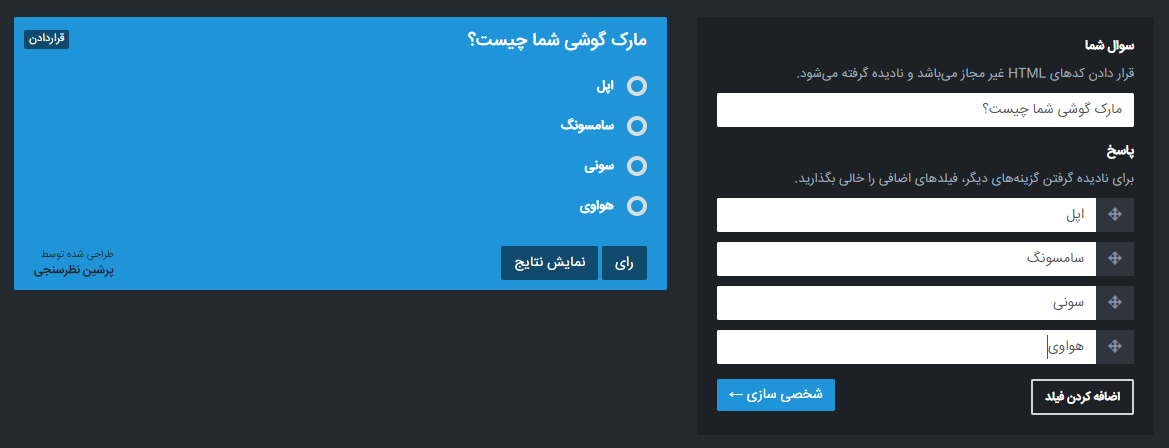 سوال شما
قرار دادن کدهای HTML غیر مجاز می‌باشد و نادیده گرفته می‌شود.
مارک گوشی شما چیست؟
پاسخ
برای نادیده گرفتن گزینه‌های دیگر، فیلدهای اضافی را خالی بگذارید.
اپل
سامسونگ
سونی
هواوی
اضافه کردن فیلد
شخصی سازی ←
مارک گوشی شما چیست؟
قراردادن
اپل
سامسونگ
سونی
هواوی
رای
نمایش نتایج
طراحی شده توسط
پرشین نظرسنجی